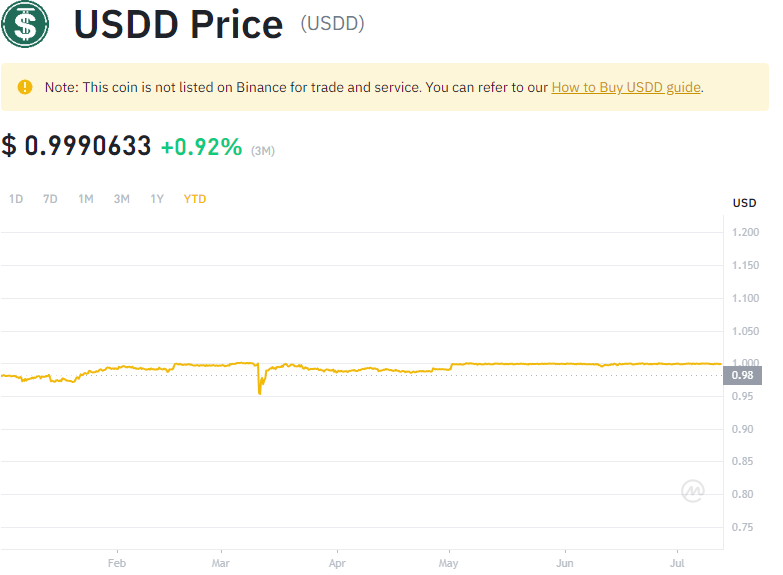 USDD Price (USDD)
Note: This coin is not listed on Binance for trade and service. You can refer to our How to Buy USDD guide.
$ 0.9990633 +0.92% (3M)
1D 7D 1M 3M 1Y YTD
USD
1.200
1.150
1.100
1.050
1.000
0.98
0.95
0.90
0.85
0.80
0.75
Feb Mar Apr May Jun Jul